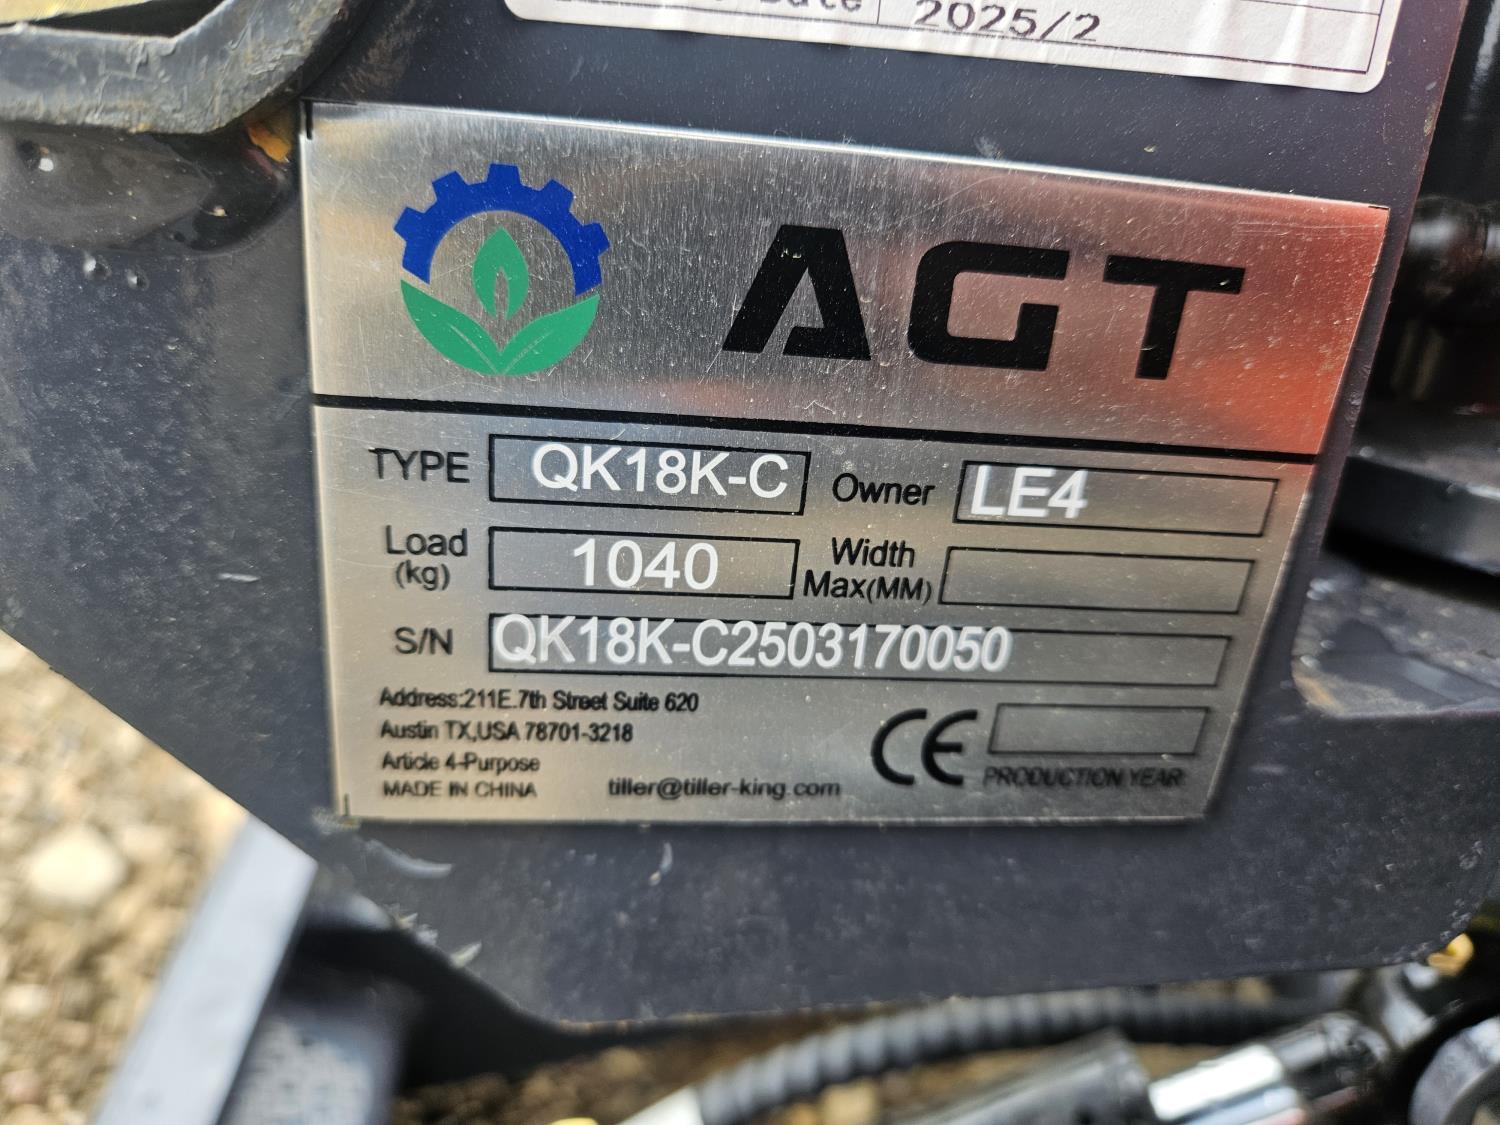 Date 2025/2
AGT
TYPE QK18K-C Owner LE4
Load (kg) 1040 Width Max(MM)
S/N QK18K-C2503170050
Address:211E.7th Street Suite 620
Austin TX,USA 78701-3218
Article 4-Purpose
MADE IN CHINA tiller@tiller-king.com
CE PRODUCTION YEAR